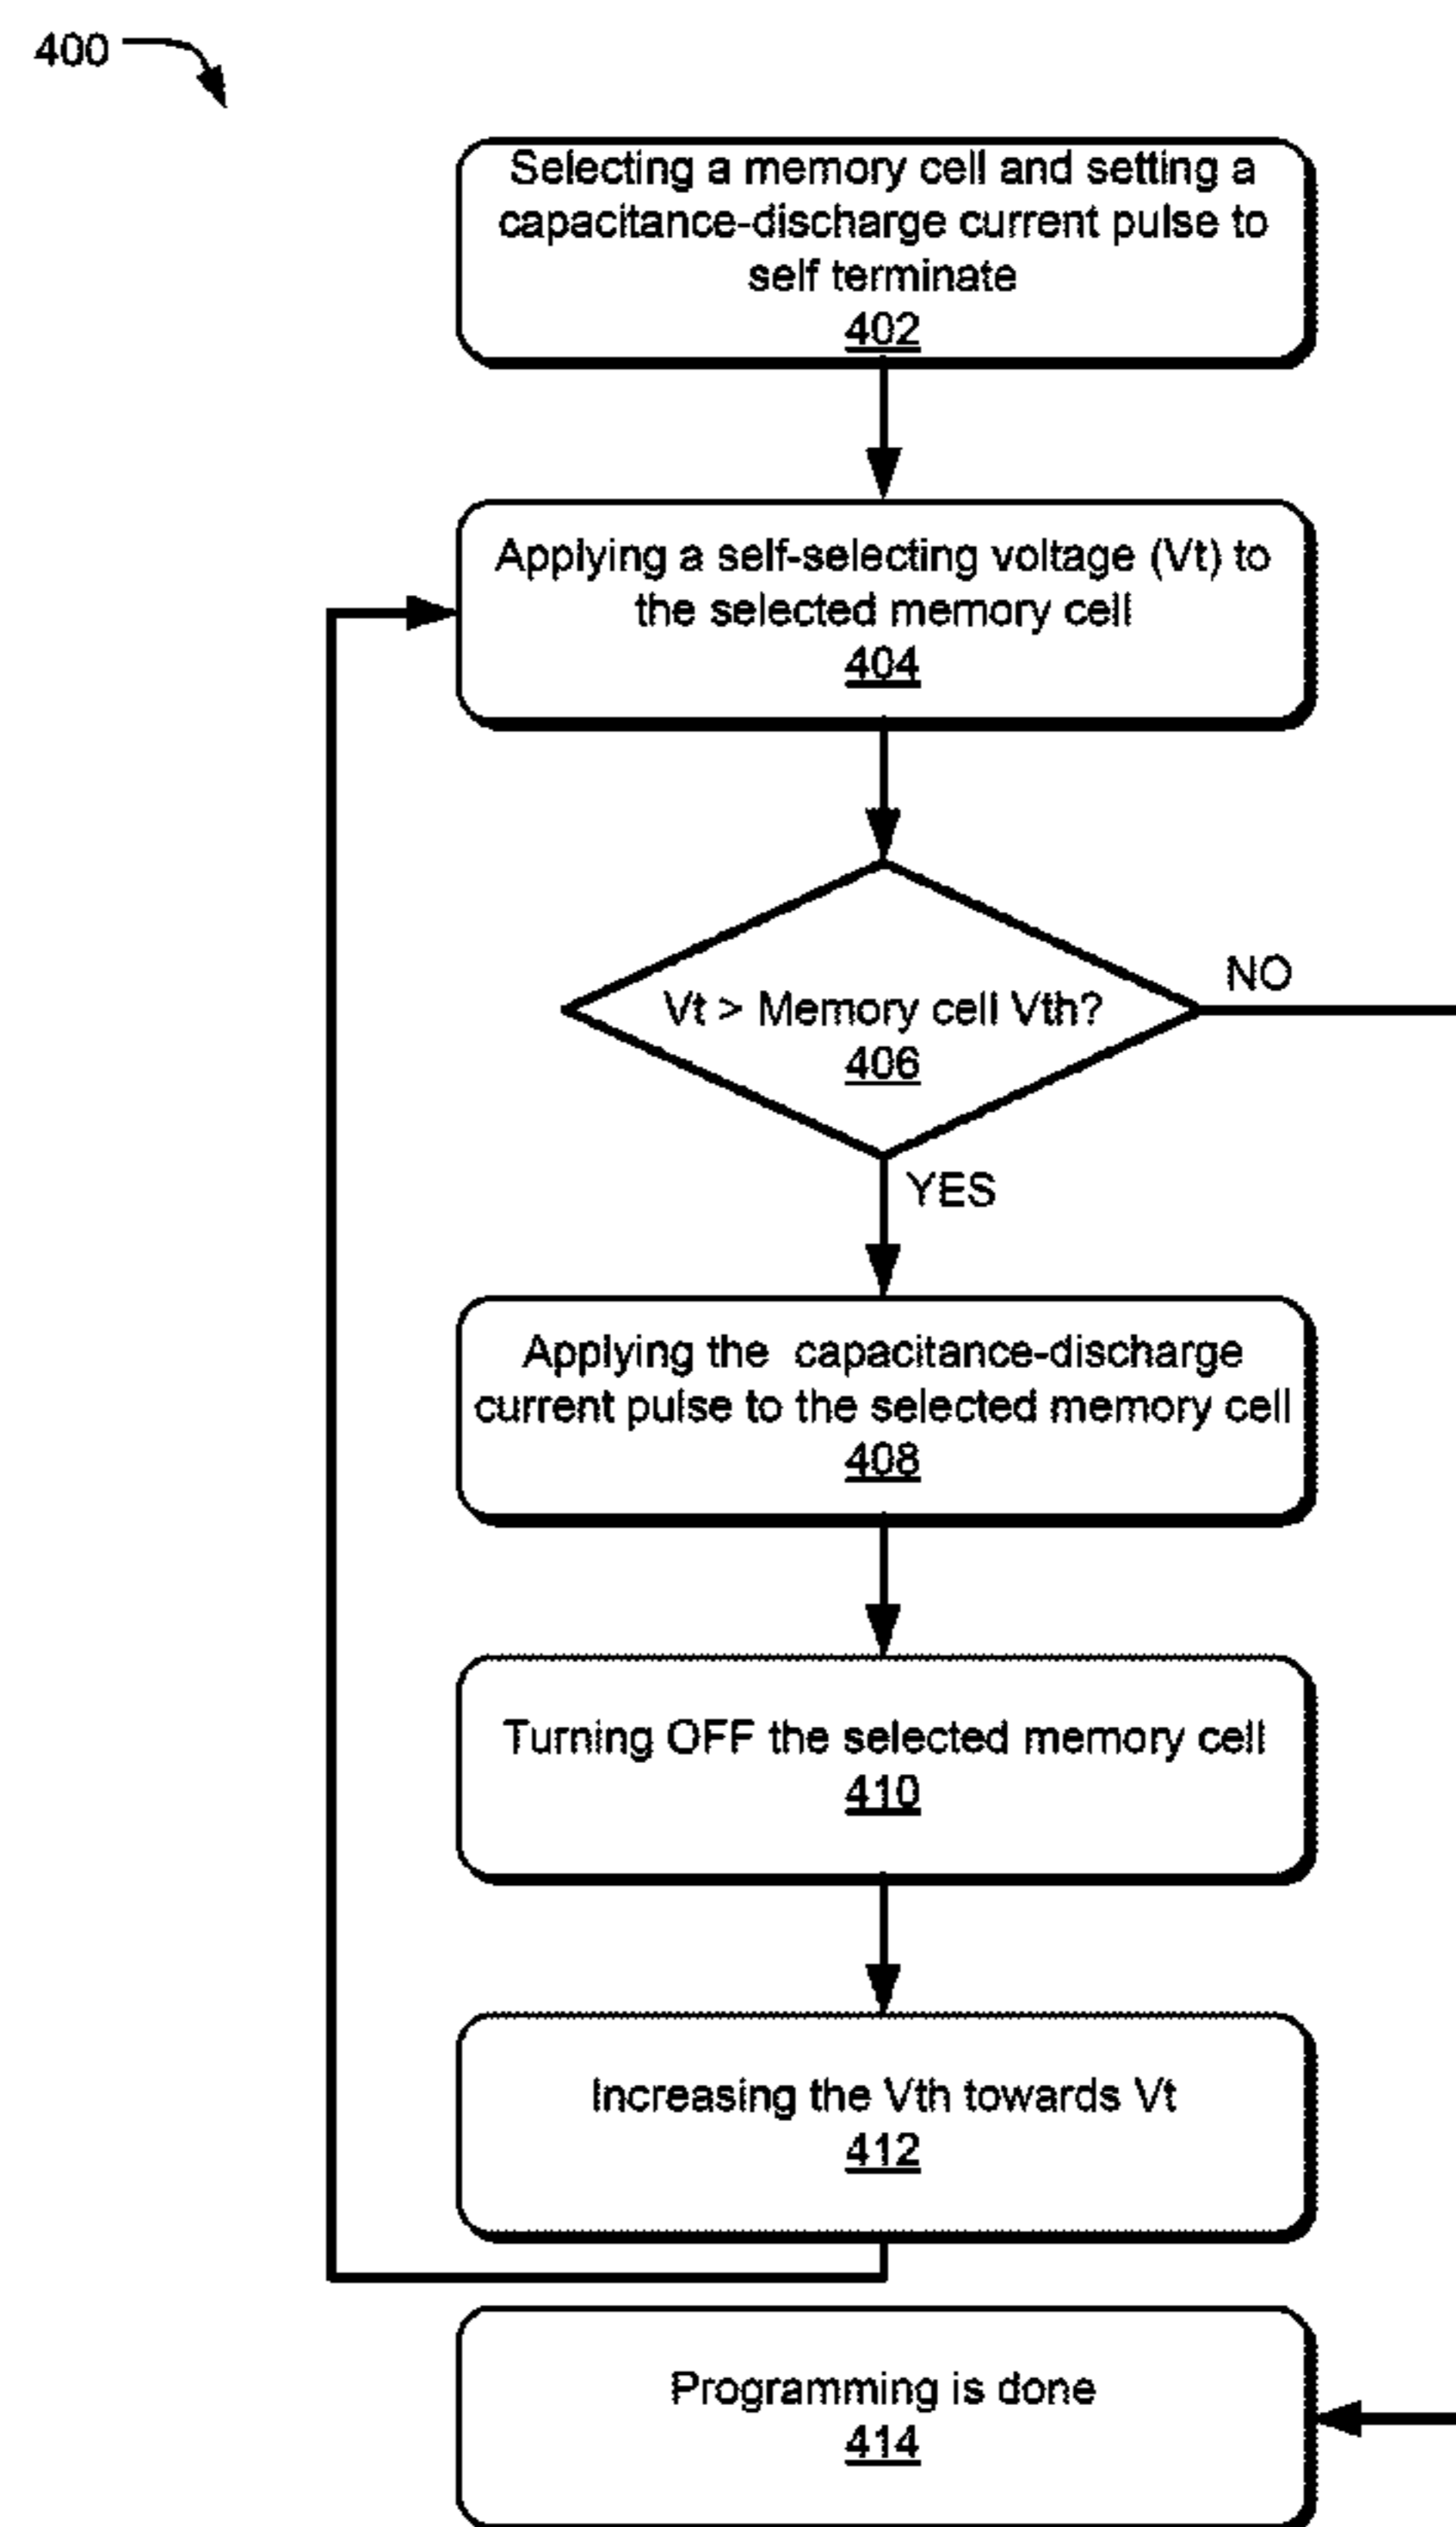 400
Selecting a memory cell and setting a
capacitance-discharge current pulse to
self terminate
402
Applying a self-selecting voltage (Vt) to
the selected memory cell
404
Vt > Memory cell Vth?
406
NO
YES
Applying the capacitance-discharge
current pulse to the selected memory cell
408
Turning OFF the selected memory cell
410
Increasing the Vth towards Vt
412
Programming is done
414